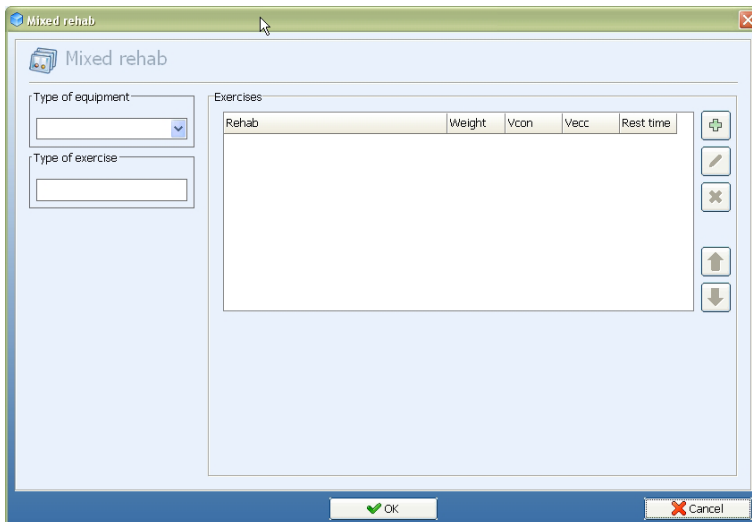 Mixed rehab
Mixed rehab
Type of equipment
Exercises
Rehab Weight Vcon Vecc Rest time
Type of exercise
OK Cancel